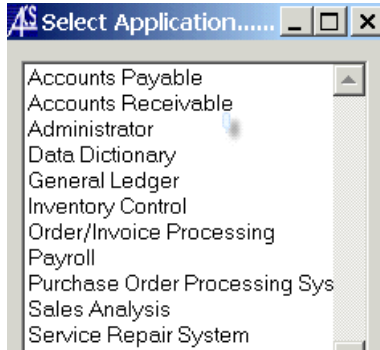 Select Application......
Accounts Payable
Accounts Receivable
Administrator
Data Dictionary
General Ledger
Inventory Control
Order/Invoice Processing
Payroll
Purchase Order Processing Sys
Sales Analysis
Service Repair System